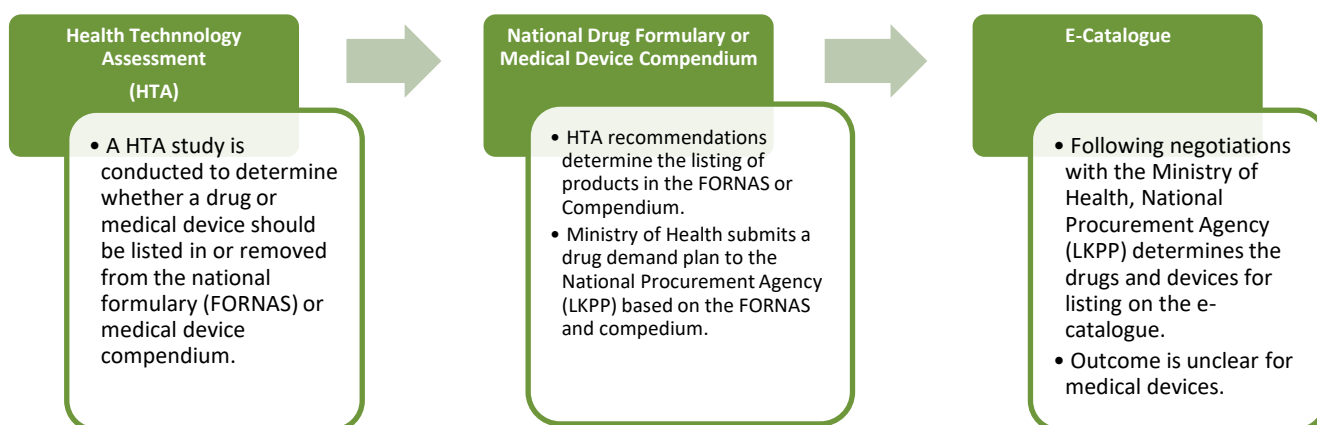 Health Technnology
Assessment
(HTA)
• A HTA study is
conducted to determine
whether a drug or
medical device should
be listed in or removed
from the national
formulary (FORNAS) or
medical device
compendium.
National Drug Formulary or
Medical Device Compendium
• HTA recommendations
determine the listing of
products in the FORNAS or
Compendium.
• Ministry of Health submits a
drug demand plan to the
National Procurement Agency
(LKPP) based on the FORNAS
and compedium.
E-Catalogue
• Following negotiations
with the Ministry of
Health, National
Procurement Agency
(LKPP) determines the
drugs and devices for
listing on the e-
catalogue.
• Outcome is unclear for
medical devices.